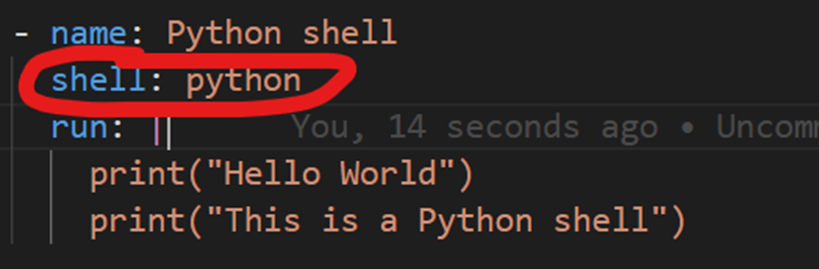 - name: Python shell
shell: python
run: | You, 14 seconds ago • Uncomm
print("Hello World")
print("This is a Python shell")